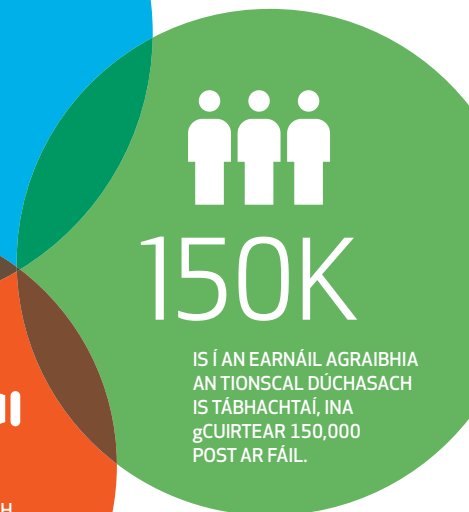 150K
IS Í AN EARNÁIL AGRAIBHIA
AN TIONSCAL DÚCHASACH
IS TÁBHACHTAÍ, INA
gCUIRTEAR 150,000
POST AR FÁIL.